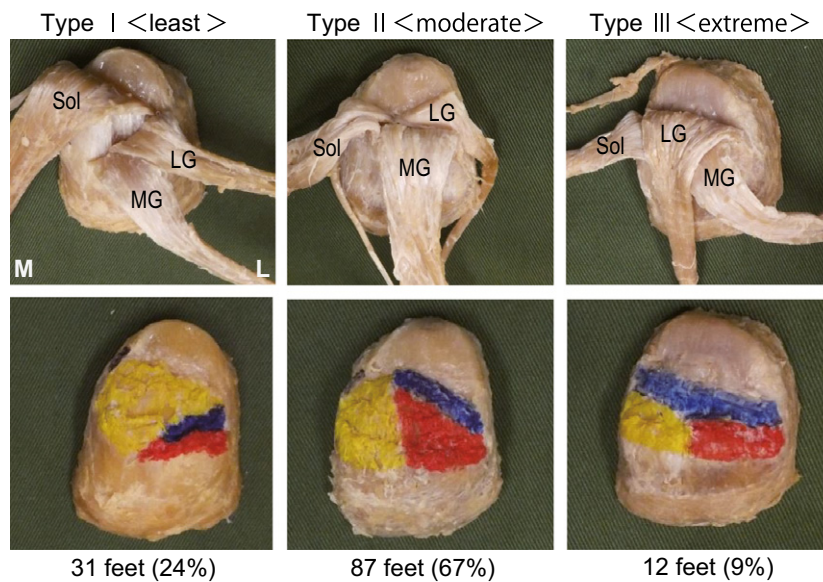 Type Ⅰ＜least＞
Type Ⅱ＜moderate＞
Type Ⅲ＜extreme＞
Sol
LG
MG
M
L
Sol
LG
MG
Sol
LG
MG
31 feet (24%)
87 feet (67%)
12 feet (9%)